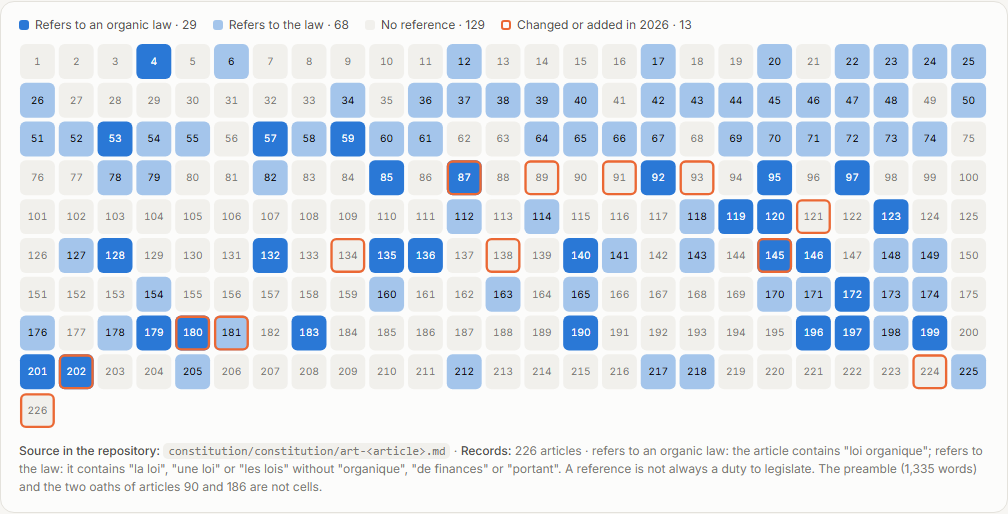 Refers to an organic law · 29 Refers to the law · 68 No reference · 129 Changed or added in 2026 · 13
1 2 3 4 5 6 7 8 9 10 11 12 13 14 15 16 17 18 19 20 21 22 23 24 25
26 27 28 29 30 31 32 33 34 35 36 37 38 39 40 41 42 43 44 45 46 47 48 49 50
51 52 53 54 55 56 57 58 59 60 61 62 63 64 65 66 67 68 69 70 71 72 73 74 75
76 77 78 79 80 81 82 83 84 85 86 87 88 89 90 91 92 93 94 95 96 97 98 99 100
101 102 103 104 105 106 107 108 109 110 111 112 113 114 115 116 117 118 119 120 121 122 123 124 125
126 127 128 129 130 131 132 133 134 135 136 137 138 139 140 141 142 143 144 145 146 147 148 149 150
151 152 153 154 155 156 157 158 159 160 161 162 163 164 165 166 167 168 169 170 171 172 173 174 175
176 177 178 179 180 181 182 183 184 185 186 187 188 189 190 191 192 193 194 195 196 197 198 199 200
201 202 203 204 205 206 207 208 209 210 211 212 213 214 215 216 217 218 219 220 221 222 223 224 225
226
Source in the repository: constitution/constitution/art-<article>.md · Records: 226 articles · refers to an organic law: the article contains "loi organique"; refers to
the law: it contains "la loi", "une loi" or "les lois" without "organique", "de finances" or "portant". A reference is not always a duty to legislate. The preamble (1,335 words)
and the two oaths of articles 90 and 186 are not cells.